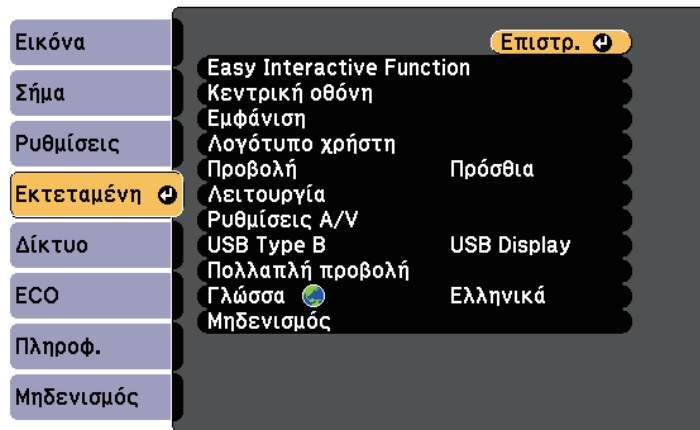 Εικόνα
Σήμα
Ρυθμίσεις
Εκτεταμένη
Δίκτυο
ECO
Πληροφ.
Μηδενισμός
Επιστρ.
Easy Interactive Function
Κεντρική οθόνη
Εμφάνιση
Λογότυπο χρήστη
Προβολή Πρόσθια
Λειτουργία
Ρυθμίσεις A/V
USB Type B USB Display
Πολλαπλή προβολή
Γλώσσα Ελληνικά
Μηδενισμός